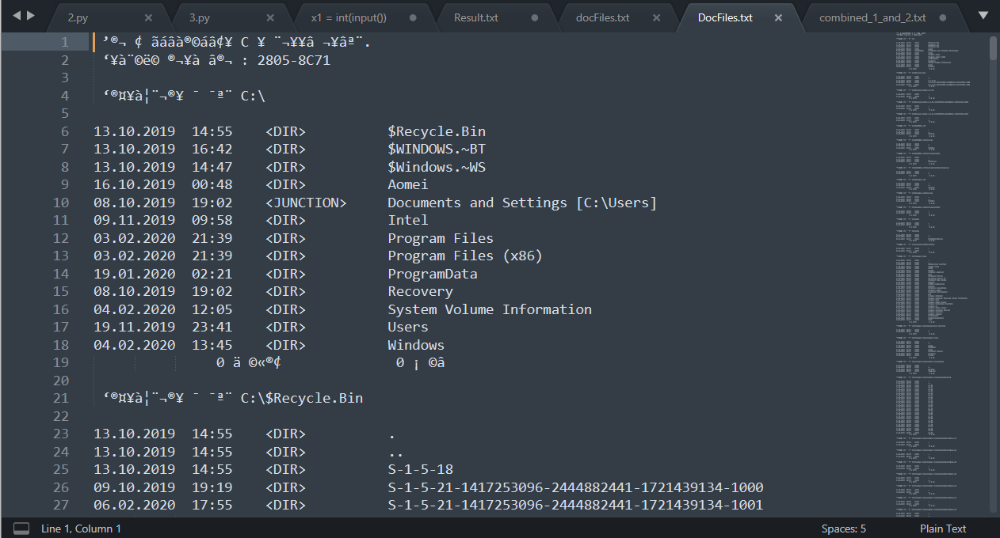 2.py
3.py
x1 = int(input())
Result.txt
docFiles.txt
DocFiles.txt
combined_1_and_2.txt
1 ’®¬ ¢ ãáâà®©áâ¢¥ C ­¥ ¨¬¥¥â ¬¥âª¨.
2 ‘¥à¨©­ë© ­®¬¥à â®¬ : 2805-8C71
3
4 ‘®¤¥à¦¨¬®¥ ¯ ¯ª¨ C:\
5
6 13.10.2019 14:55 <DIR> $Recycle.Bin
7 13.10.2019 16:42 <DIR> $WINDOWS.~BT
8 13.10.2019 14:47 <DIR> $Windows.~WS
9 16.10.2019 00:48 <DIR> Aomei
10 08.10.2019 19:02 <JUNCTION> Documents and Settings [C:\Users]
11 09.11.2019 09:58 <DIR> Intel
12 03.02.2020 21:39 <DIR> Program Files
13 03.02.2020 21:39 <DIR> Program Files (x86)
14 19.01.2020 02:21 <DIR> ProgramData
15 08.10.2019 19:02 <DIR> Recovery
16 04.02.2020 12:05 <DIR> System Volume Information
17 19.11.2019 23:41 <DIR> Users
18 04.02.2020 13:45 <DIR> Windows
19 0 ä ©«®¢ 0 ¡ ©â
20
21 ‘®¤¥à¦¨¬®¥ ¯ ¯ª¨ C:\$Recycle.Bin
22
23 13.10.2019 14:55 <DIR> .
24 13.10.2019 14:55 <DIR> ..
25 13.10.2019 14:55 <DIR> S-1-5-18
26 09.10.2019 19:19 <DIR> S-1-5-21-1417253096-2444882441-1721439134-1000
27 06.02.2020 17:55 <DIR> S-1-5-21-1417253096-2444882441-1721439134-1001
Line 1, Column 1
Spaces: 5
Plain Text